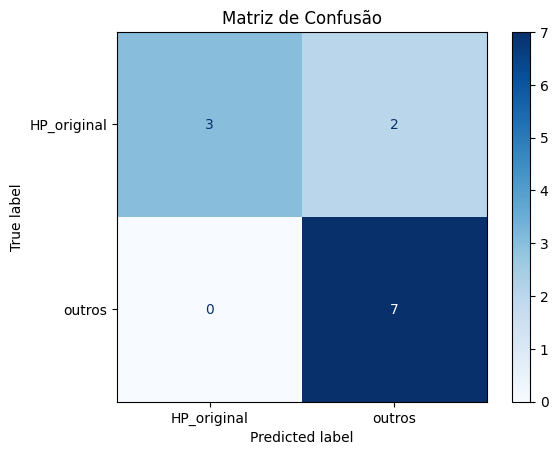 Matriz de Confusão
True label
HP_original
outros
3
2
0
7
HP_original
outros
Predicted label
7
6
5
4
3
2
1
0